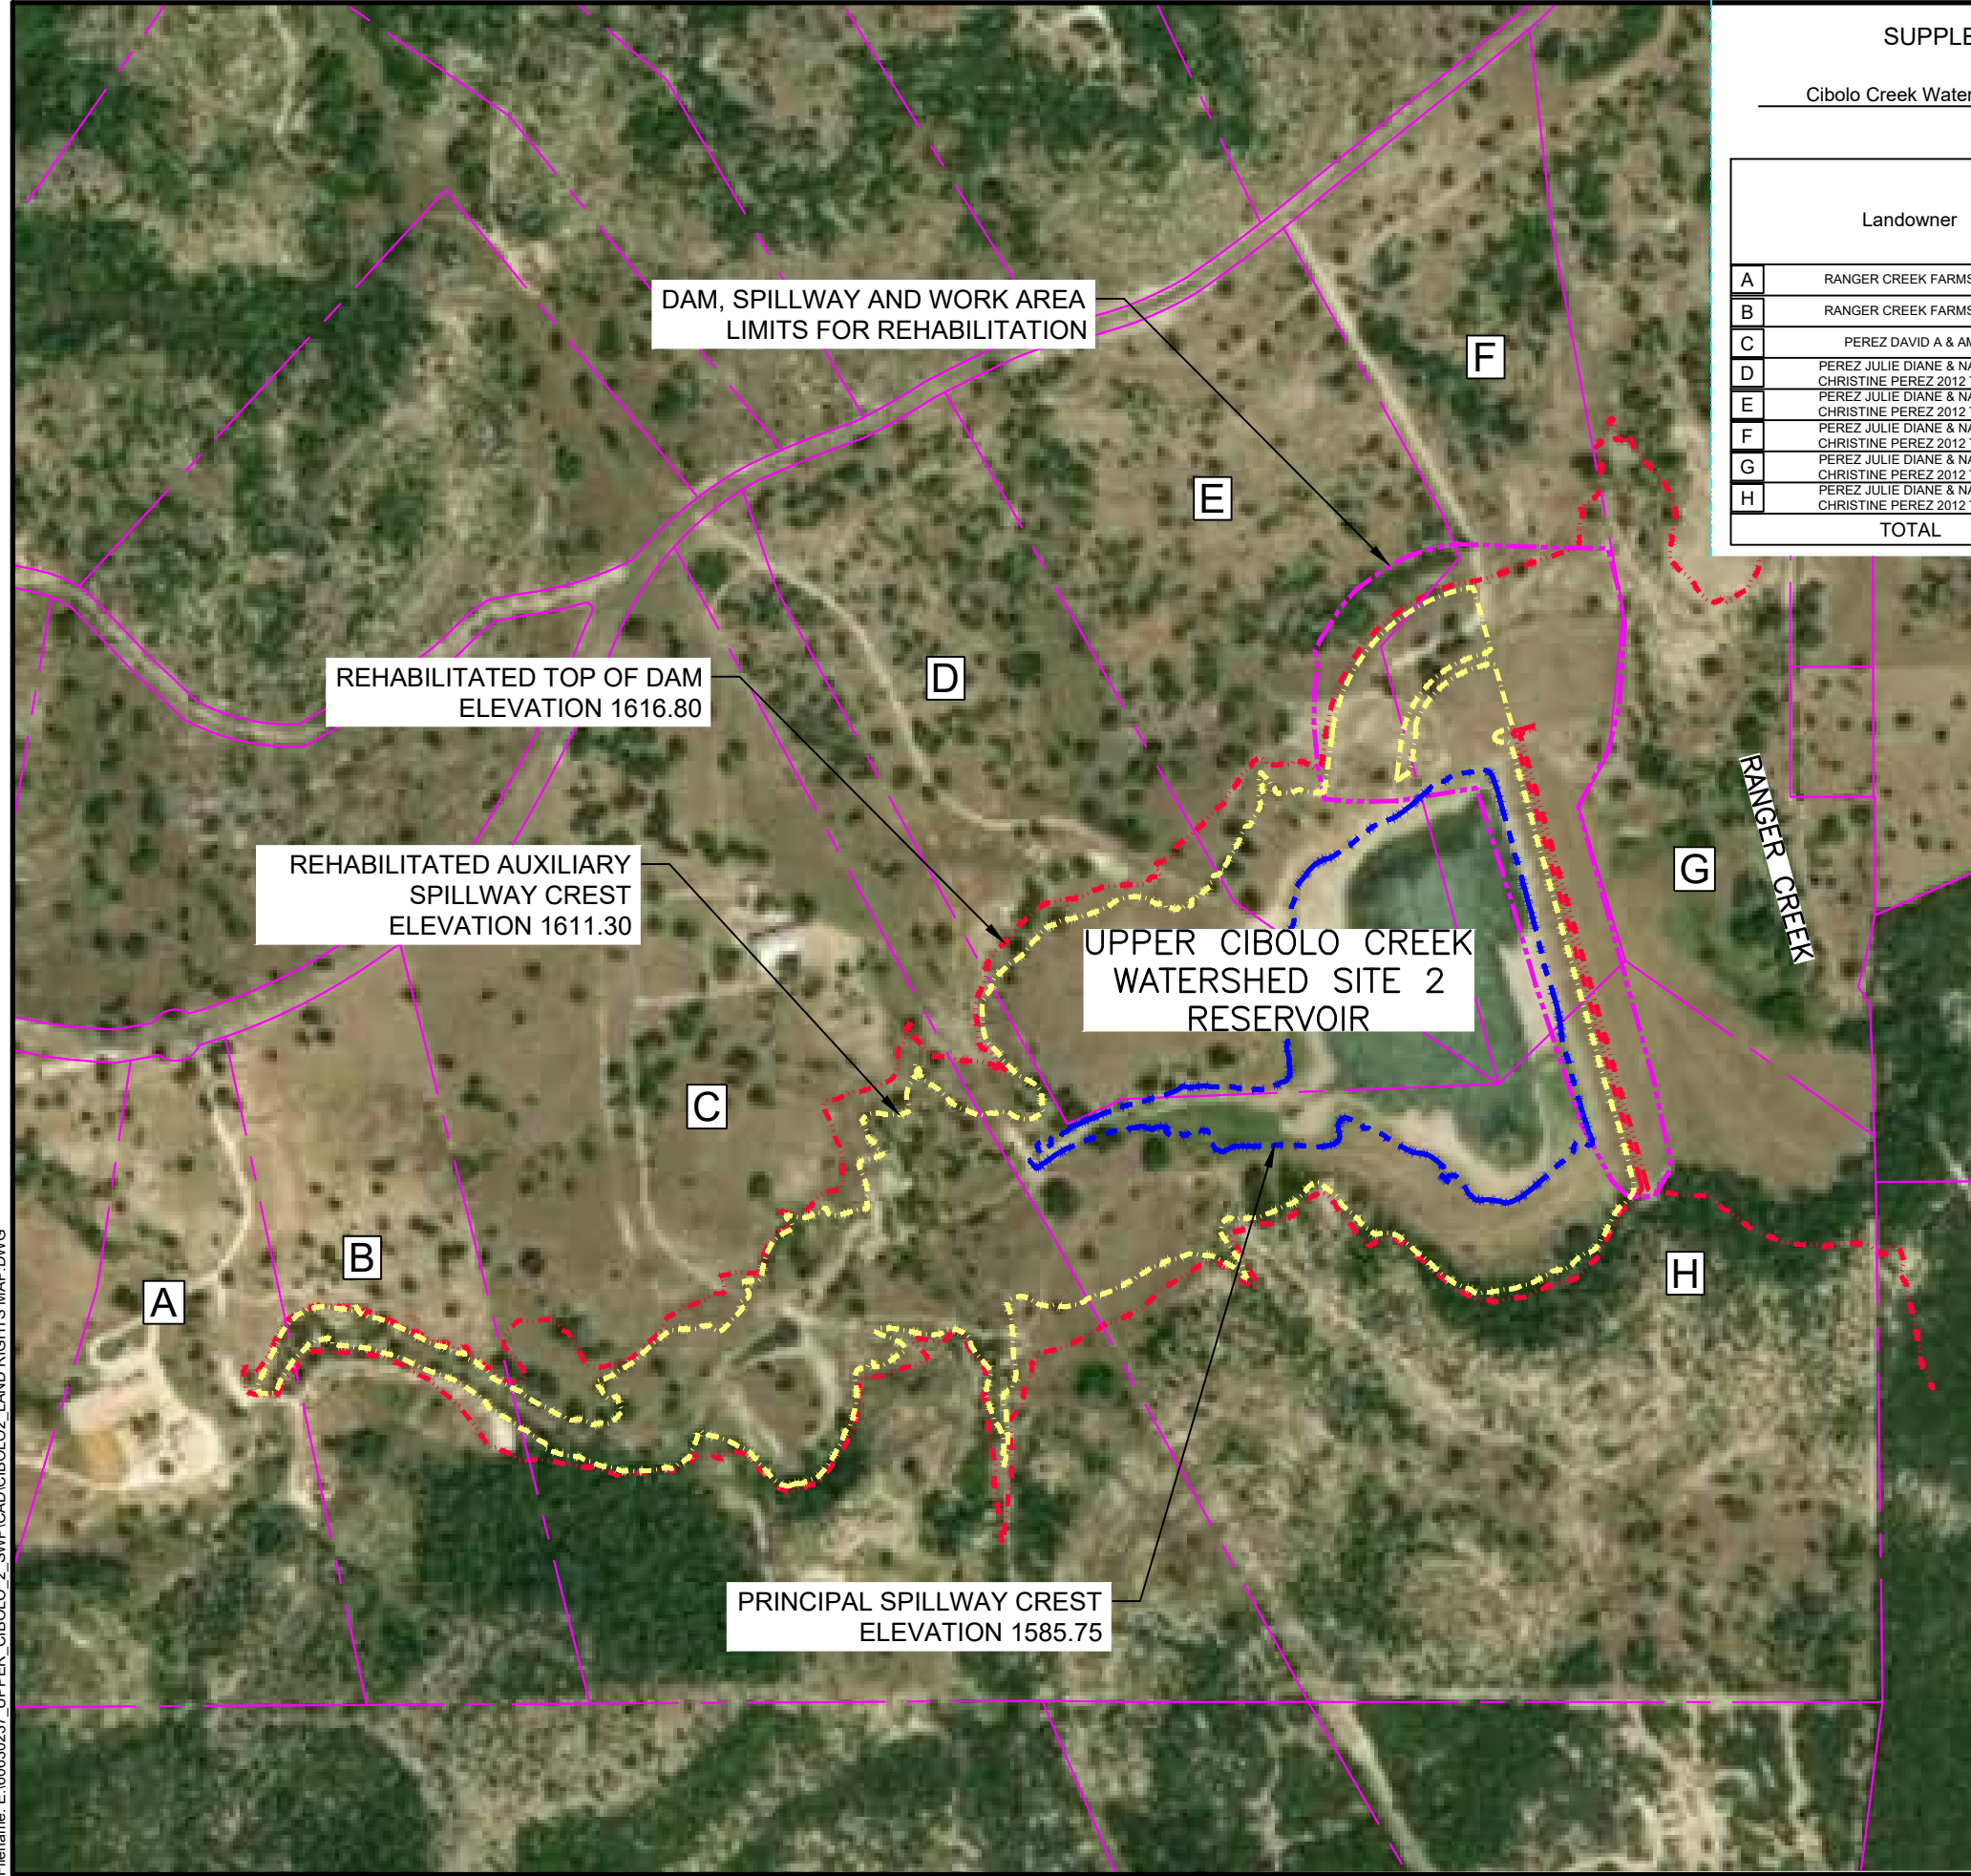 SUPPLE
Cibolo Creek Water
Landowner
A RANGER CREEK FARMS
B RANGER CREEK FARMS
C PEREZ DAVID A & AM
D PEREZ JULIE DIANE & NA
CHRISTINE PEREZ 2012
E PEREZ JULIE DIANE & NA
CHRISTINE PEREZ 2012
F PEREZ JULIE DIANE & NA
CHRISTINE PEREZ 2012
G PEREZ JULIE DIANE & NA
CHRISTINE PEREZ 2012
H PEREZ JULIE DIANE & NA
CHRISTINE PEREZ 2012
TOTAL
DAM, SPILLWAY AND WORK AREA
LIMITS FOR REHABILITATION
F
E
REHABILITATED TOP OF DAM
ELEVATION 1616.80
D
REHABILITATED AUXILIARY
SPILLWAY CREST
ELEVATION 1611.30
RANGER CREEK
G
UPPER CIBOLO CREEK
WATERSHED SITE 2
RESERVOIR
C
B
A
H
PRINCIPAL SPILLWAY CREST
ELEVATION 1585.75